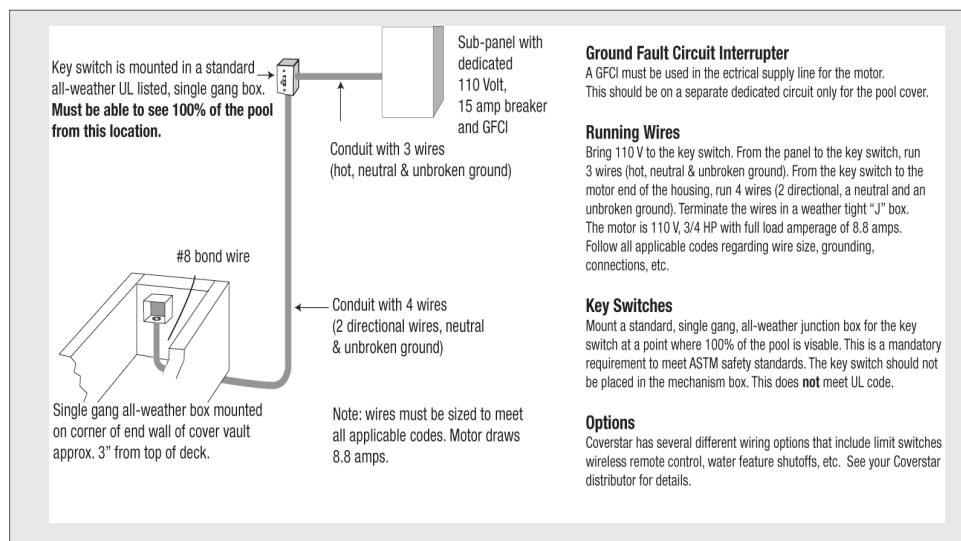 Key switch is mounted in a standard
all-weather UL listed, single gang box.
Must be able to see 100% of the pool
from this location.
Sub-panel with
dedicated
110 Volt,
15 amp breaker
and GFCI
Conduit with 3 wires
(hot, neutral & unbroken ground)
#8 bond wire
Conduit with 4 wires
(2 directional wires, neutral
& unbroken ground)
Single gang all-weather box mounted
on corner of end wall of cover vault
approx. 3" from top of deck.
Note: wires must be sized to meet
all applicable codes. Motor draws
8.8 amps.
Ground Fault Circuit Interrupter
A GFCI must be used in the ectrical supply line for the motor.
This should be on a separate dedicated circuit only for the pool cover.
Running Wires
Bring 110 V to the key switch. From the panel to the key switch, run
3 wires (hot, neutral & unbroken ground). From the key switch to the
motor end of the housing, run 4 wires (2 directional, a neutral and an
unbroken ground). Terminate the wires in a weather tight “J” box.
The motor is 110 V, 3/4 HP with full load amperage of 8.8 amps.
Follow all applicable codes regarding wire size, grounding,
connections, etc.
Key Switches
Mount a standard, single gang, all-weather junction box for the key
switch at a point where 100% of the pool is visable. This is a mandatory
requirement to meet ASTM safety standards. The key switch should not
be placed in the mechanism box. This does not meet UL code.
Options
Coverstar has several different wiring options that include limit switches
wireless remote control, water feature shutoffs, etc. See your Coverstar
distributor for details.